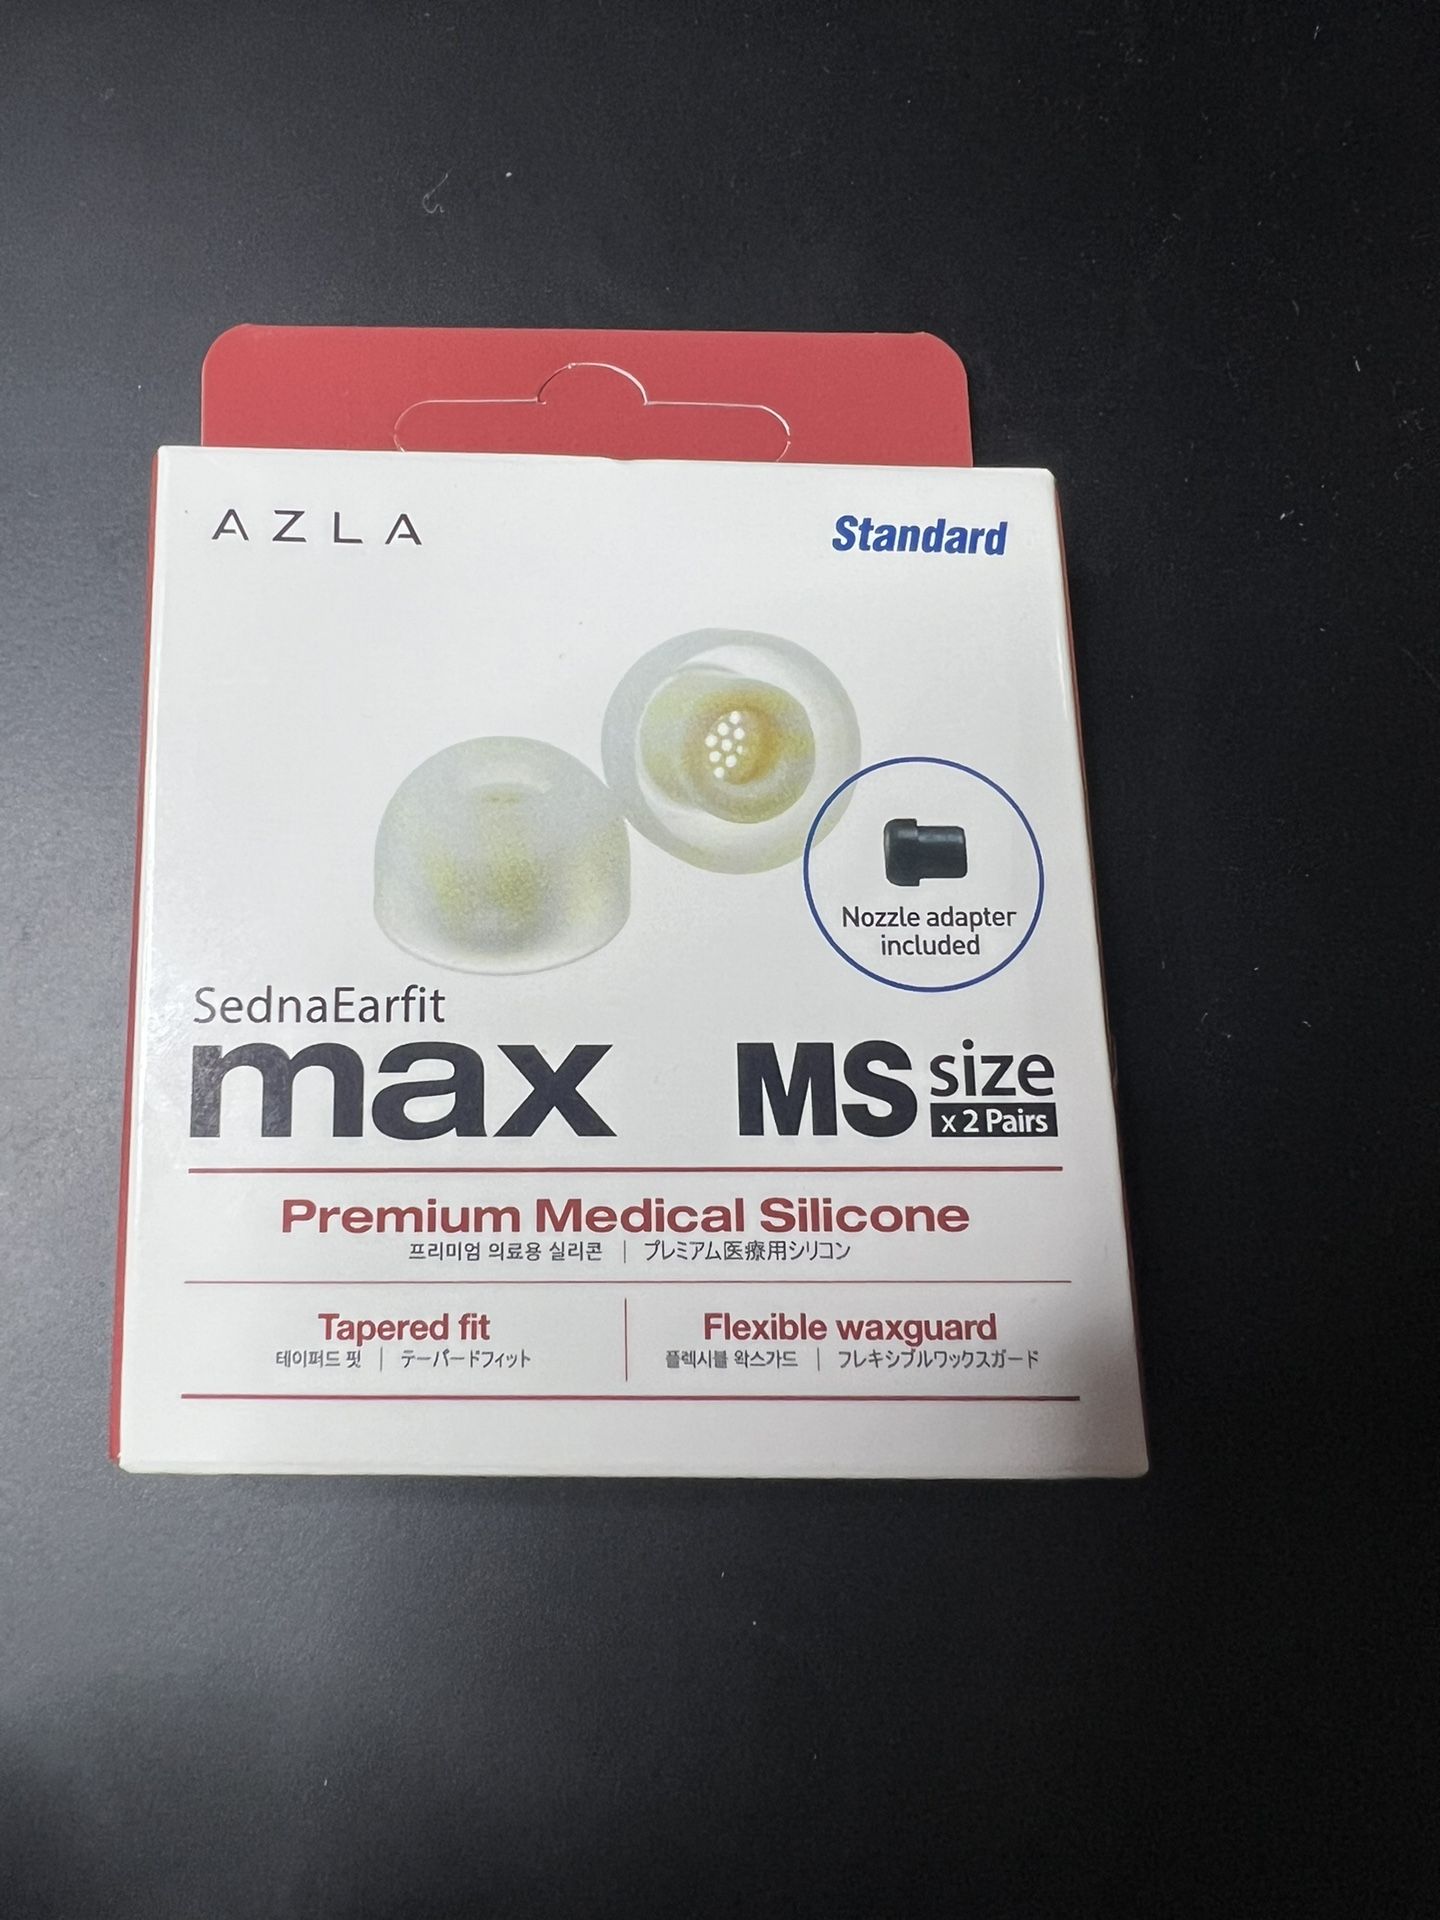 AZLA
Standard
Nozzle adapter
included
SednaEarfit
max
MS size
x 2 Pairs
Premium Medical Silicone
프리미엄 의료용 실리콘 | プレミアム医療用シリコン
Tapered fit
테이퍼드 핏 | テーパードフィット
Flexible waxguard
플렉시블 왁스가드 | フレキシブルワックスガード